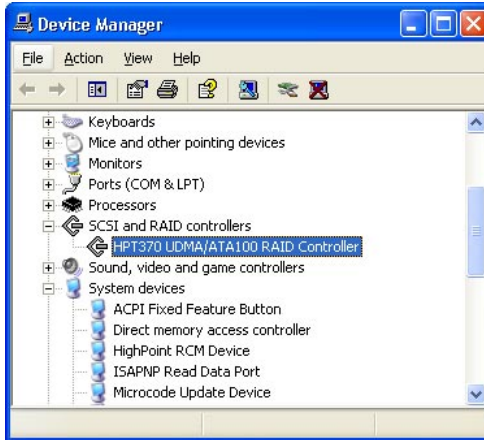 Device Manager
File Action View Help
Keyboards
Mice and other pointing devices
Monitors
Ports (COM & LPT)
Processors
SCSI and RAID controllers
HPT370 UDMA/ATA100 RAID Controller
Sound, video and game controllers
System devices
ACPI Fixed Feature Button
Direct memory access controller
HighPoint RCM Device
ISAPNP Read Data Port
Microcode Update Device